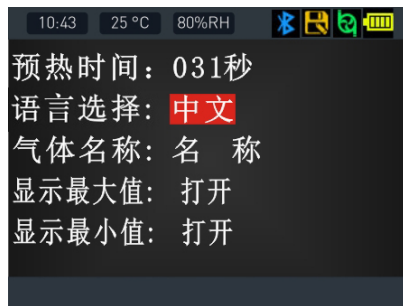 10:43 25 °C 80%RH
预热时间：031秒
语言选择: 中文
气体名称: 名 称
显示最大值: 打开
显示最小值: 打开